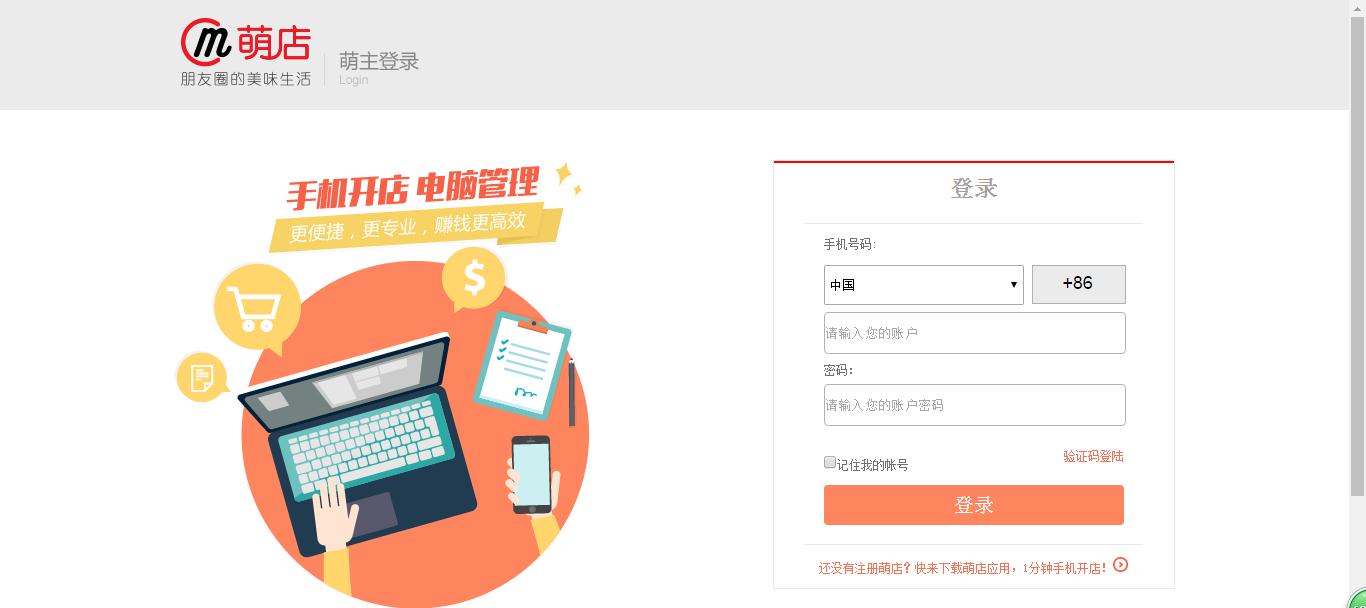 m 萌店
朋友圈的美味生活
萌主登录
Login
手机开店 电脑管理
更便捷，更专业，赚钱更高效
$
登录
手机号码:
中国
+86
请输入您的账户
密码:
请输入您的账户密码
记住我的帐号
验证码登陆
登录
还没有注册萌店？快来下载萌店应用，1分钟手机开店！